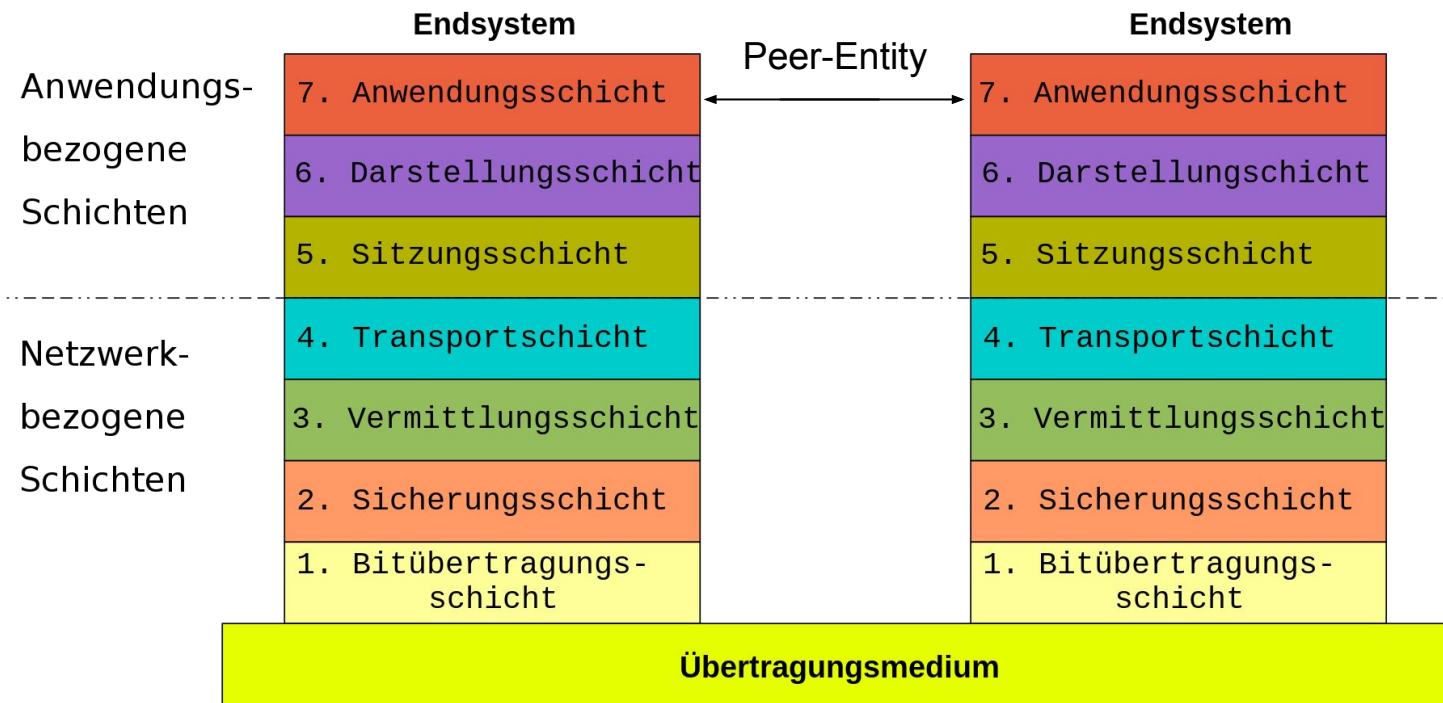 Endsystem
Endsystem
Peer-Entity
Anwendungs-
bezogene
Schichten
7. Anwendungsschicht
7. Anwendungsschicht
6. Darstellungsschicht
6. Darstellungschicht
5. Sitzungsschicht
5. Sitzungsschicht
Netzwerk-
bezogene
Schichten
4. Transportschicht
4. Transportschicht
3. Vermittlungsschicht
3. Vermittlungsschicht
2. Sicherungsschicht
2. Sicherungsschicht
1. Bitübertragungs-
schicht
1. Bitübertragungs-
schicht
Übertragungsmedium